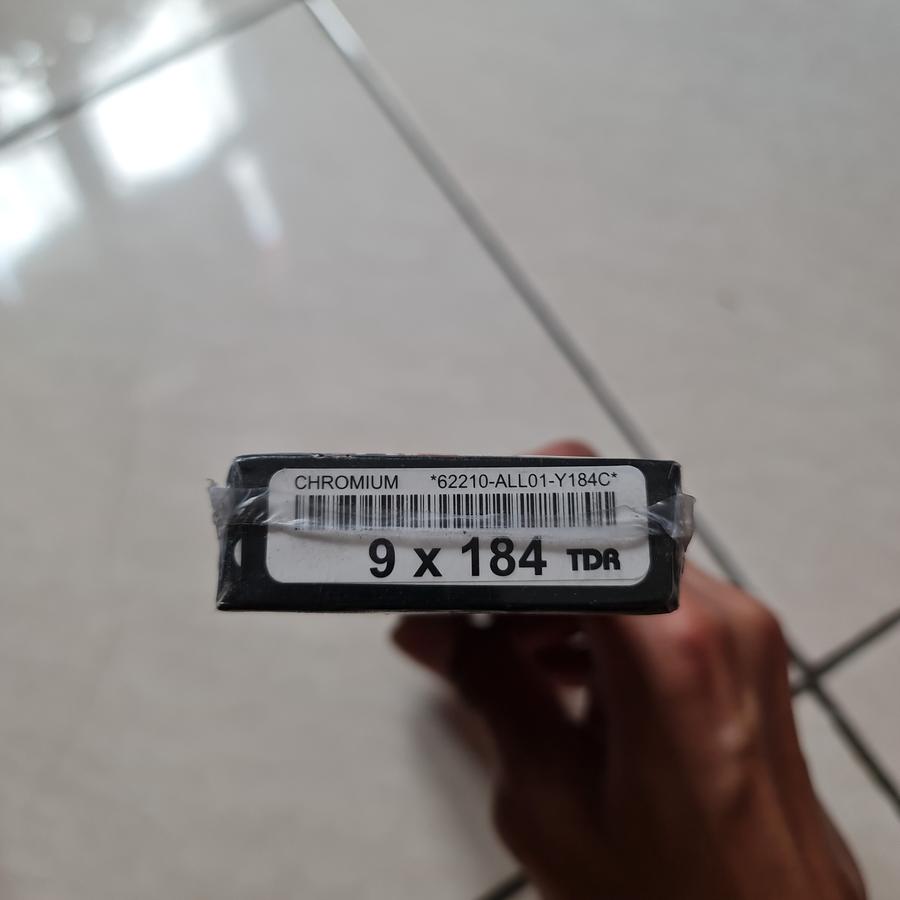 CHROMIUM *62210-ALL01-Y184C*
9 x 184 TDR